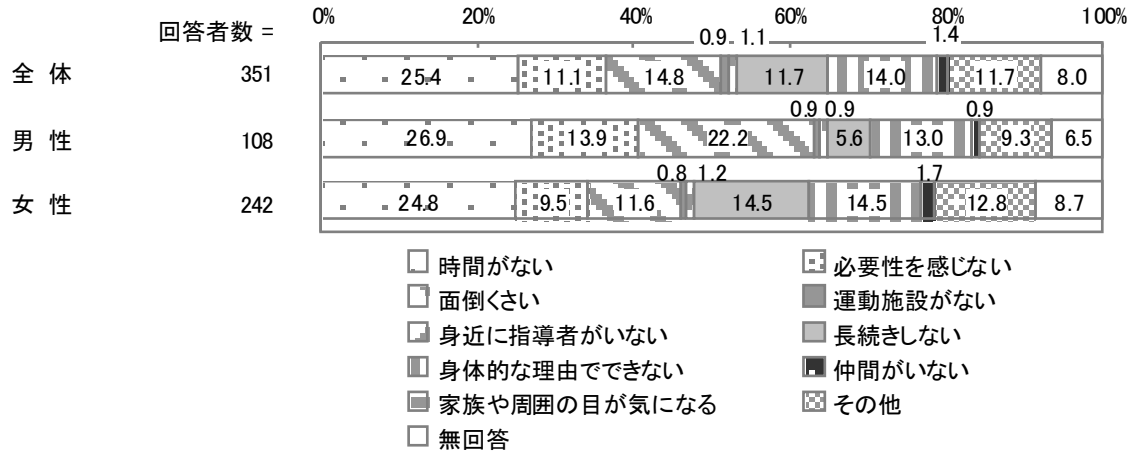 0% 20% 40% 60% 80% 100%
回答者数 =
0.9 1.1 1.4
全 体 351 25.4 11.1 14.8 11.7 14.0 11.7 8.0
0.9 0.9 0.9
男 性 108 26.9 13.9 22.2 5.6 13.0 9.3 6.5
0.8 1.2 1.7
女 性 242 24.8 9.5 11.6 14.5 14.5 12.8 8.7
時間がない 必要性を感じない
面倒くさい 運動施設がない
身近に指導者がいない 長続きしない
身体的な理由でできない 仲間がいない
家族や周囲の目が気になる その他
無回答